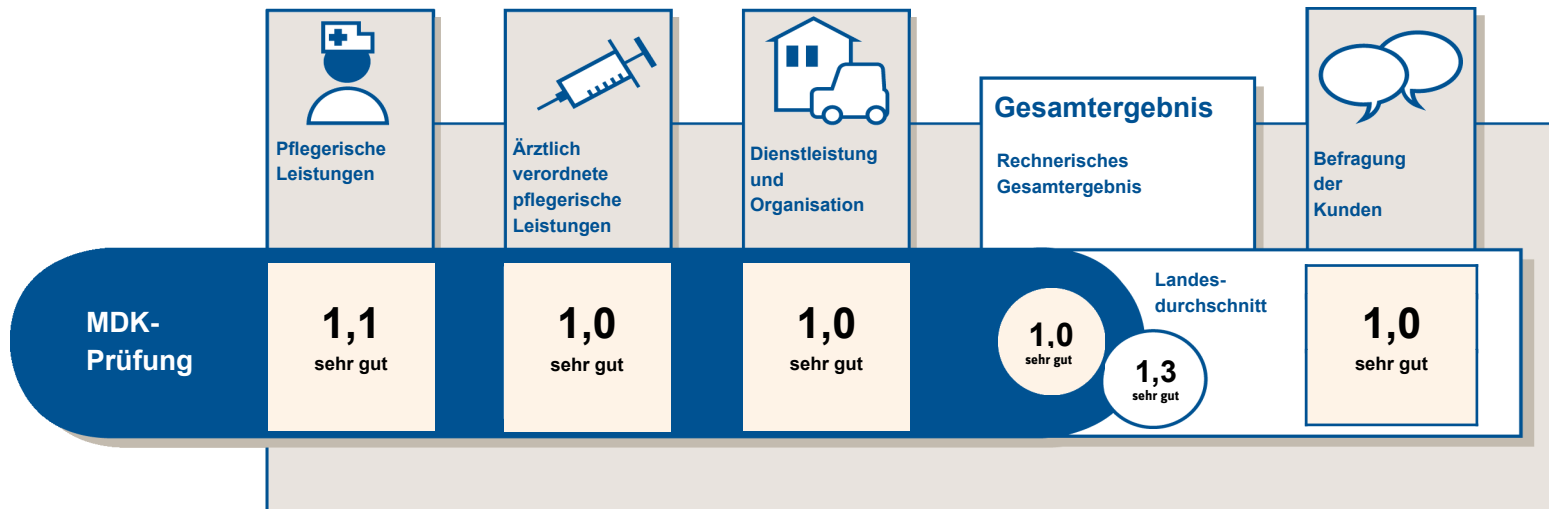 Pflegerische
Leistungen
Ärztlich
verordnete
pflegerische
Leistungen
Dienstleistung
und
Organisation
Gesamtergebnis
Rechnerisches
Gesamtergebnis
Befragung
der
Kunden
MDK-
Prüfung
1,1
sehr gut
1,0
sehr gut
1,0
sehr gut
1,0
sehr gut
Landes-
durchschnitt
1,3
sehr gut
1,0
sehr gut